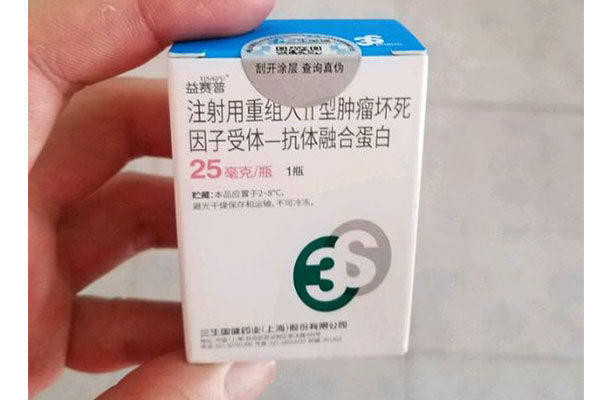 3S
刮开涂层 查询真伪
YISAIPU®
益赛普
注射用重组人II型肿瘤坏死
因子受体—抗体融合蛋白
25毫克/瓶 1瓶
贮藏：本品应置于2~8℃，
避光干燥保存和运输，不可冷冻。
3S
三生国健药业(上海)股份有限公司